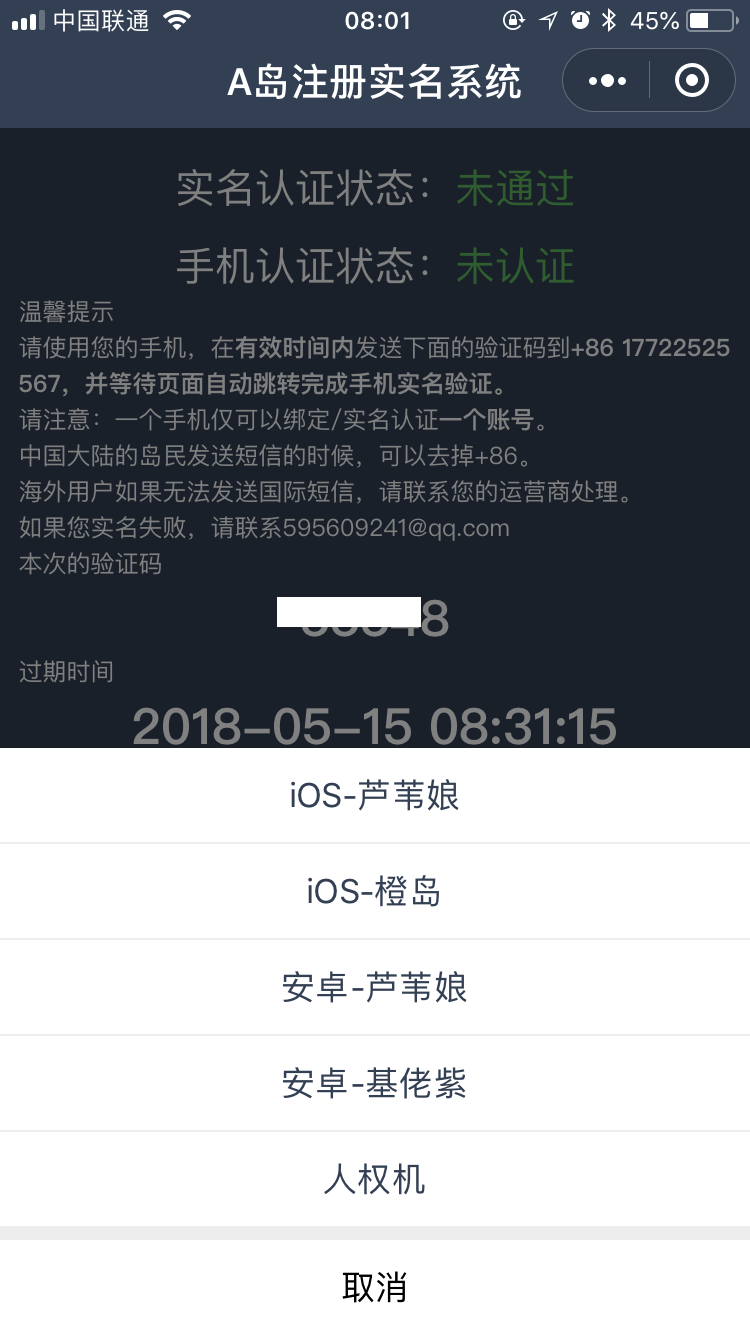 中国联通 08:01 45%
A岛注册实名系统
实名认证状态：未通过
手机认证状态：未认证
温馨提示
请使用您的手机，在有效时间内发送下面的验证码到+86 17722525
567，并等待页面自动跳转完成手机实名验证。
请注意：一个手机仅可以绑定/实名认证一个账号。
中国大陆的岛民发送短信的时候，可以去掉+86。
海外用户如果无法发送国际短信，请联系您的运营商处理。
如果您实名失败，请联系595609241@qq.com
本次的验证码
8
过期时间
2018-05-15 08:31:15
iOS-芦苇娘
iOS-橙岛
安卓-芦苇娘
安卓-基佬紫
人权机
取消